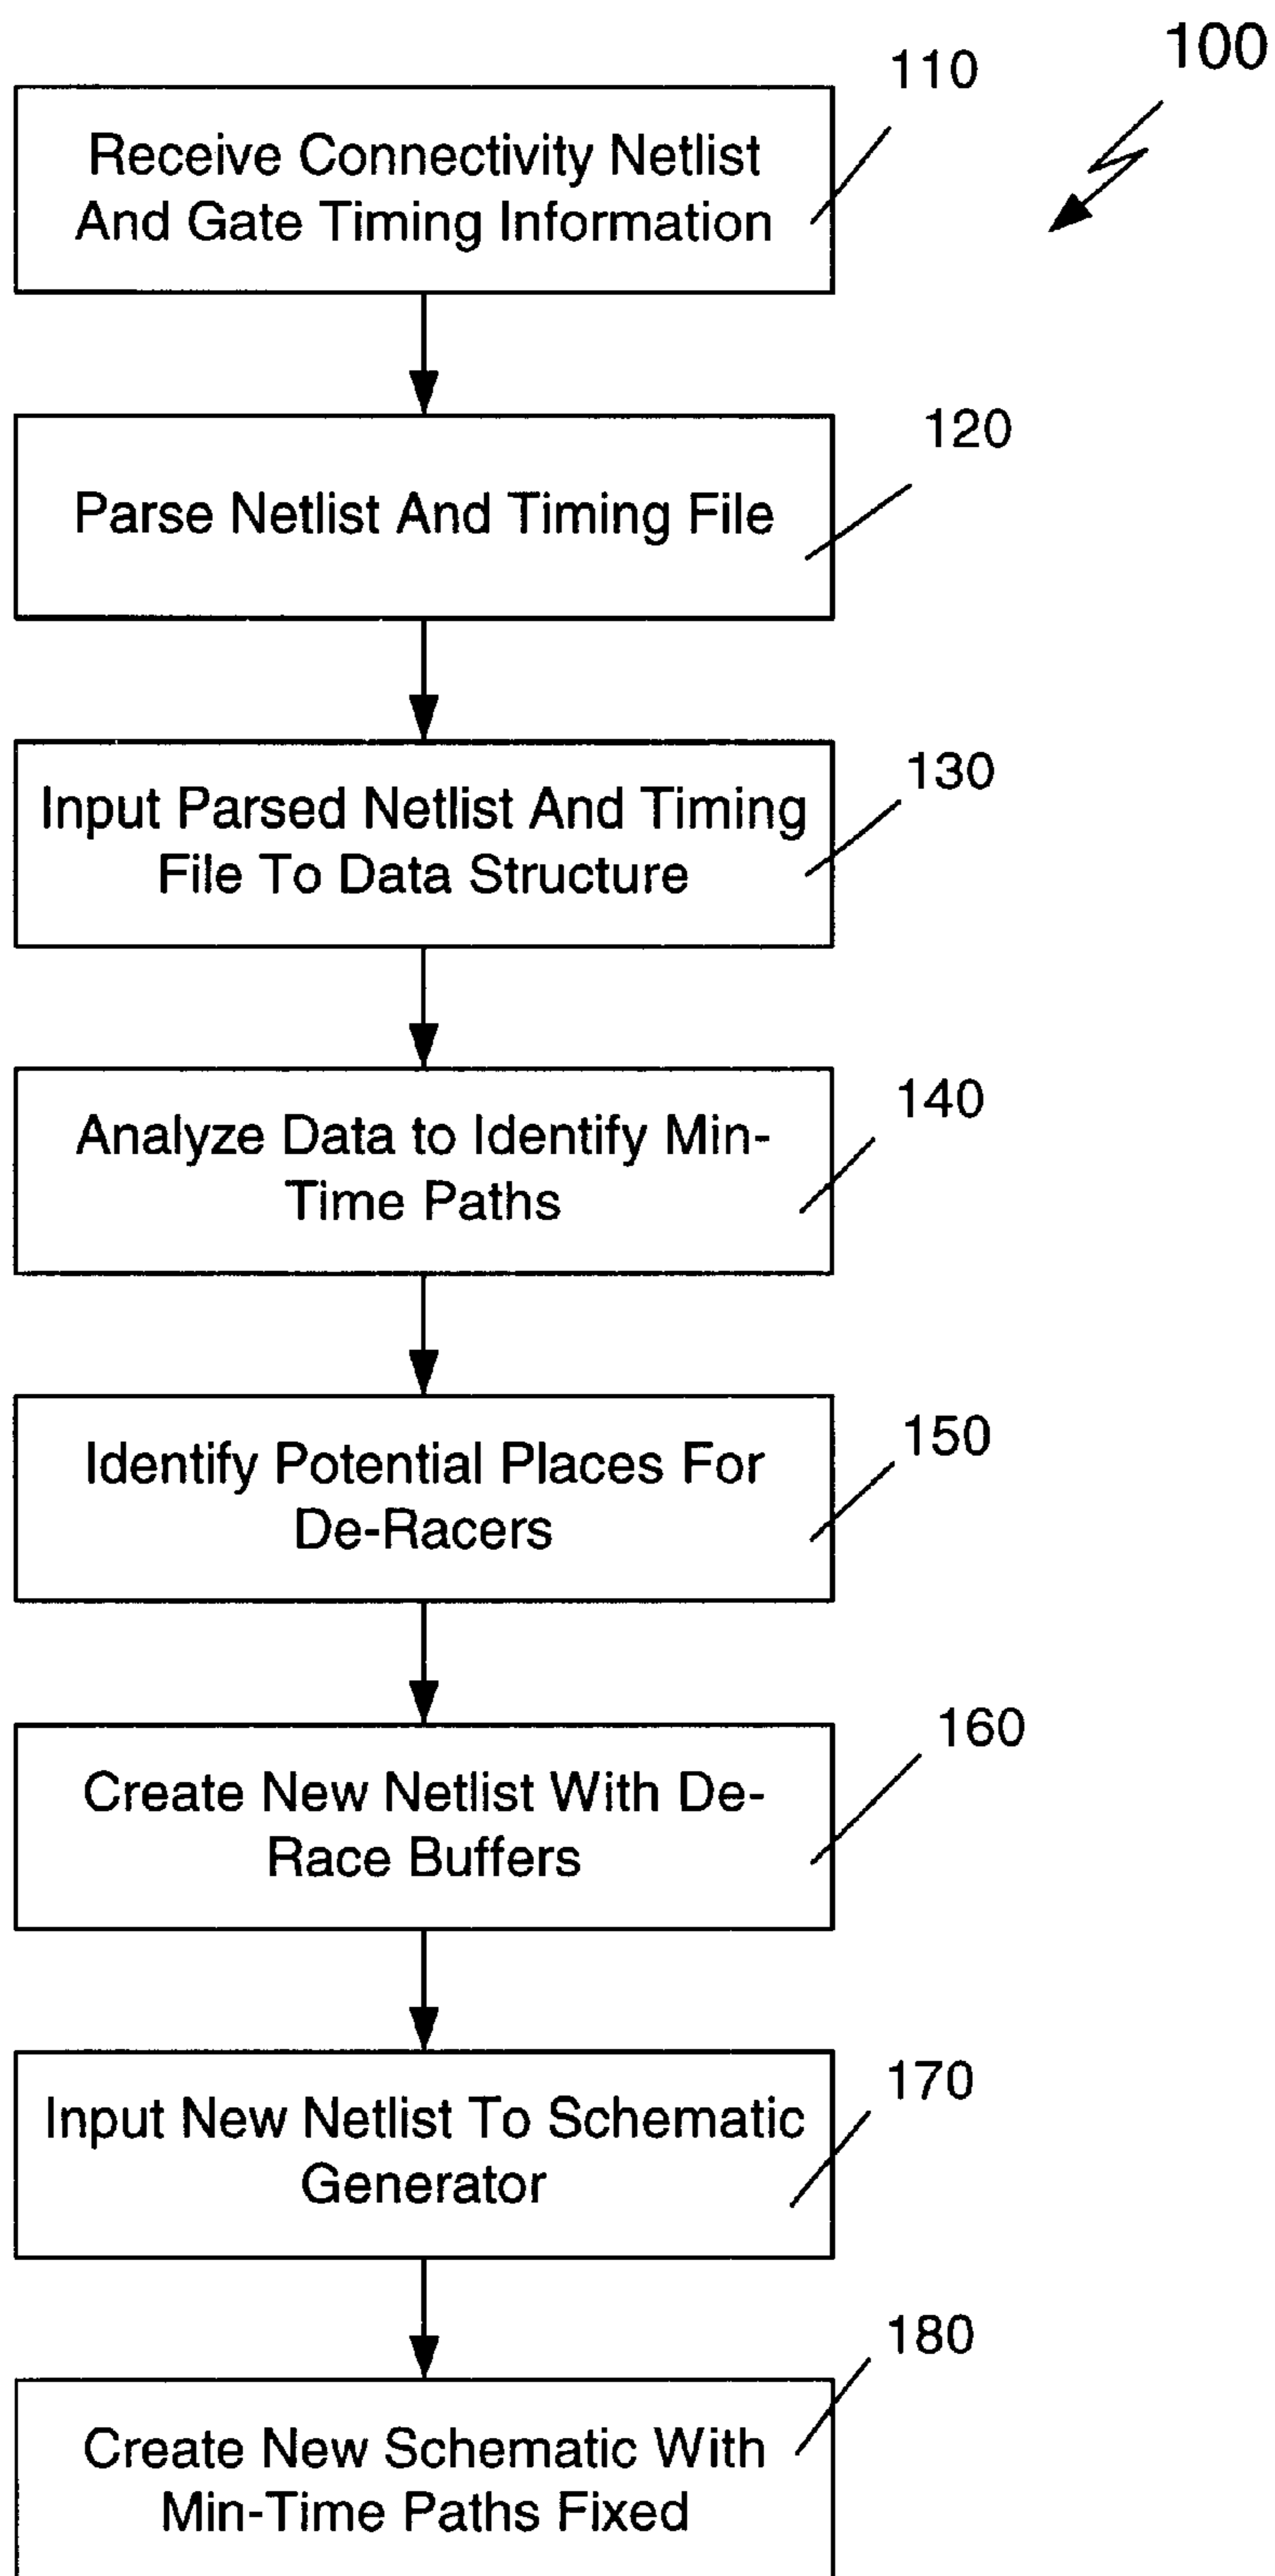 100
110
Receive Connectivity Netlist
And Gate Timing Information
120
Parse Netlist And Timing File
130
Input Parsed Netlist And Timing
File To Data Structure
140
Analyze Data to Identify Min-
Time Paths
150
Identify Potential Places For
De-Racers
160
Create New Netlist With De-
Race Buffers
170
Input New Netlist To Schematic
Generator
180
Create New Schematic With
Min-Time Paths Fixed